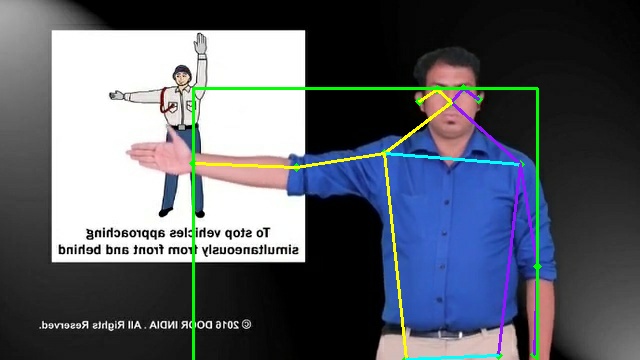 To stop vehicles approaching
simultaneously from front and behind
© 2016 DOOR INDIA . All Rights Reserved.